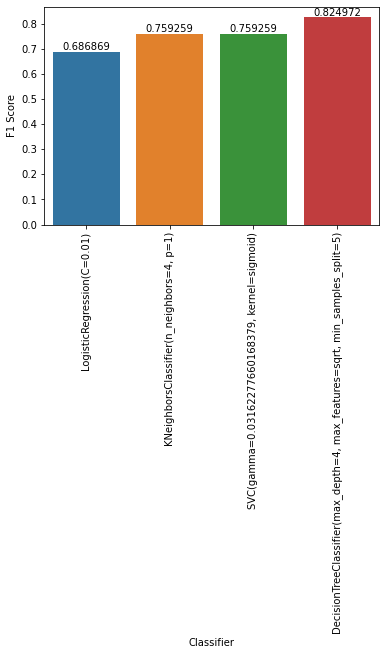 0.8
0.7
0.6
0.5
0.4
0.3
0.2
0.1
0.0
F1 Score
0.686869
0.759259
0.759259
0.824972
LogisticRegression(C=0.01)
KNeighborsClassifier(n_neighbors=4, p=1)
SVC(gamma=0.03162277660168379, kernel=sigmoid)
DecisionTreeClassifier(max_depth=4, max_features=sqrt, min_samples_split=5)
Classifier